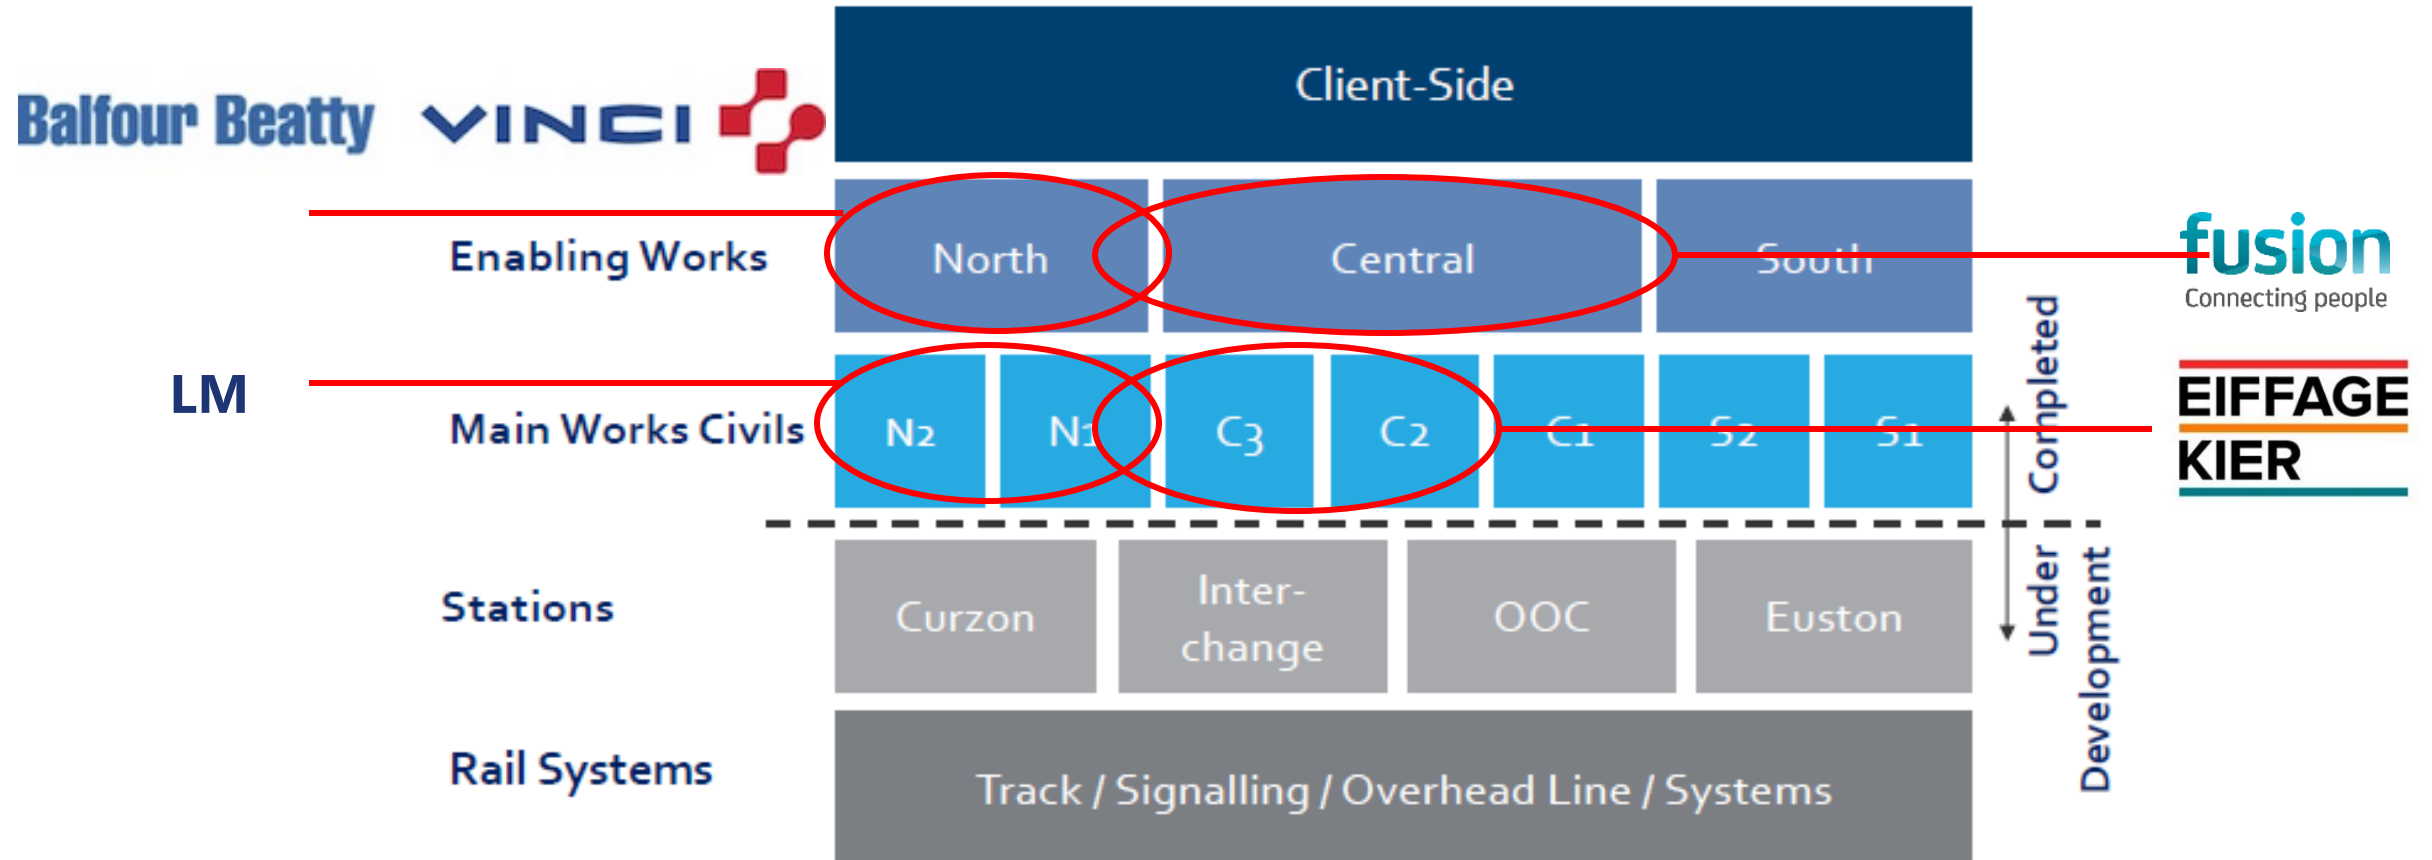 Client-Side
Balfour Beatty VINCI
Enabling Works North Central South
fusion
Connecting people
LM
Main Works Civils N2 N1 C3 C2 C1 S2 S1
Completed
EIFFAGE
KIER
Stations Curzon Inter-
change OOC Euston
Under
Development
Rail Systems Track / Signalling / Overhead Line / Systems